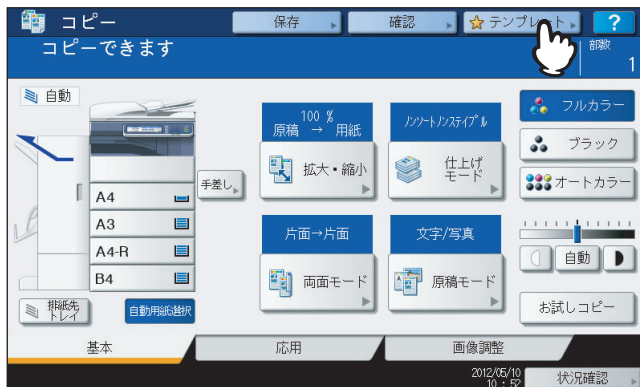 コピー
保存
確認
テンプレート
?
コピーできます
部数
1
自動
100 %
原稿 → 用紙
拡大・縮小
ノンソートノンステイプル
仕上げ
モード
フルカラー
ブラック
オートカラー
手差し
A4
A3
A4-R
B4
片面→片面
両面モード
文字/写真
原稿モード
自動
排紙先
トレイ
自動用紙選択
お試しコピー
基本
応用
画像調整
2012/05/10
10 : 52
状況確認